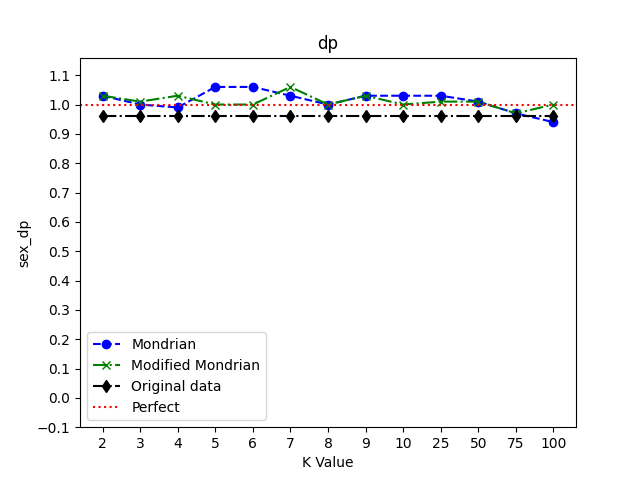 dp
1.1
1.0
0.9
0.8
0.7
0.6
0.5
0.4
0.3
0.2
0.1
0.0
−0.1
sex_dp
Mondrian
Modified Mondrian
Original data
Perfect
2 3 4 5 6 7 8 9 10 25 50 75 100
K Value